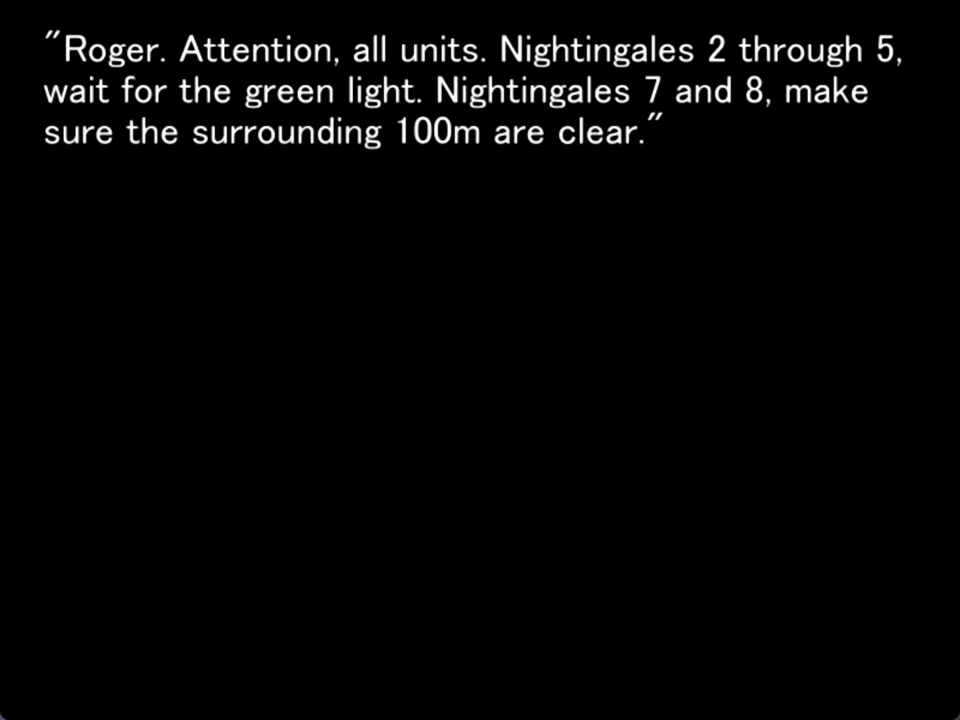 "Roger. Attention, all units. Nightingales 2 through 5,
wait for the green light. Nightingales 7 and 8, make
sure the surrounding 100m are clear."